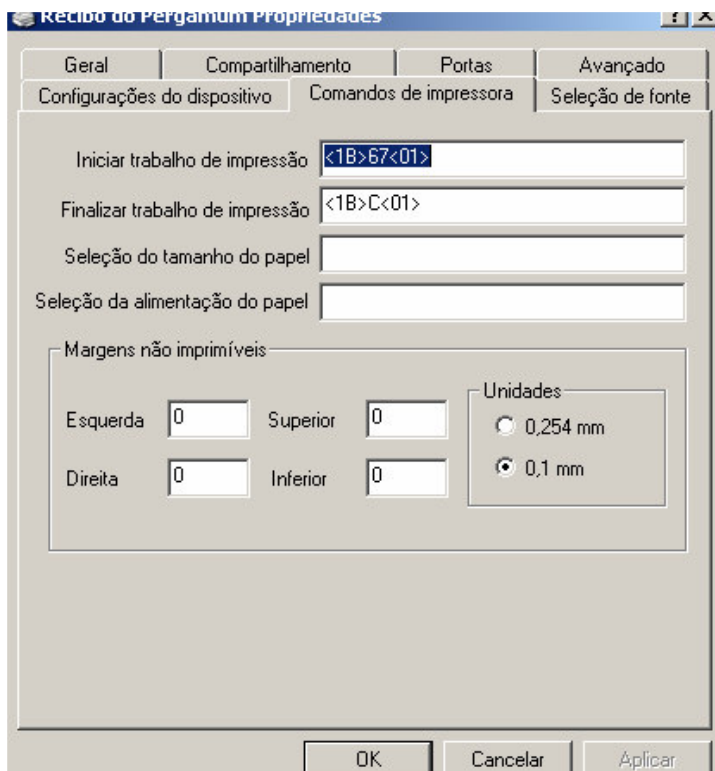 Recibo do Pergamum Propriedades ? X
Geral Compartilhamento Portas Avançado
Configurações do dispositivo Comandos de impressora Seleção de fonte
Iniciar trabalho de impressão <1B>67<01>
Finalizar trabalho de impressão <1B>C<01>
Seleção do tamanho do papel
Seleção da alimentação do papel
Margens não imprimíveis
Unidades
Esquerda 0 Superior 0 0,254 mm
Direita 0 Inferior 0 0,1 mm
OK Cancelar Aplicar